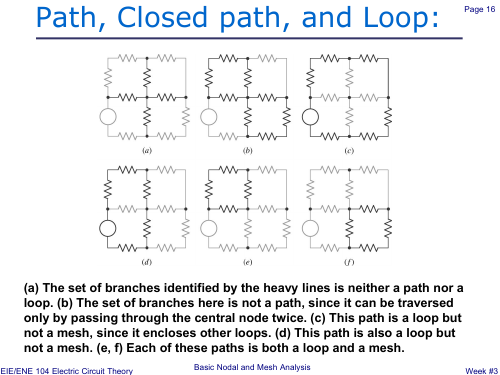 Path, Closed path, and Loop:
Page 16
(a)
(b)
(c)
(d)
(e)
(f)
(a) The set of branches identified by the heavy lines is neither a path nor a
loop. (b) The set of branches here is not a path, since it can be traversed
only by passing through the central node twice. (c) This path is a loop but
not a mesh, since it encloses other loops. (d) This path is also a loop but
not a mesh. (e, f) Each of these paths is both a loop and a mesh.
EIE/ENE 104 Electric Circuit Theory
Basic Nodal and Mesh Analysis
Week #3